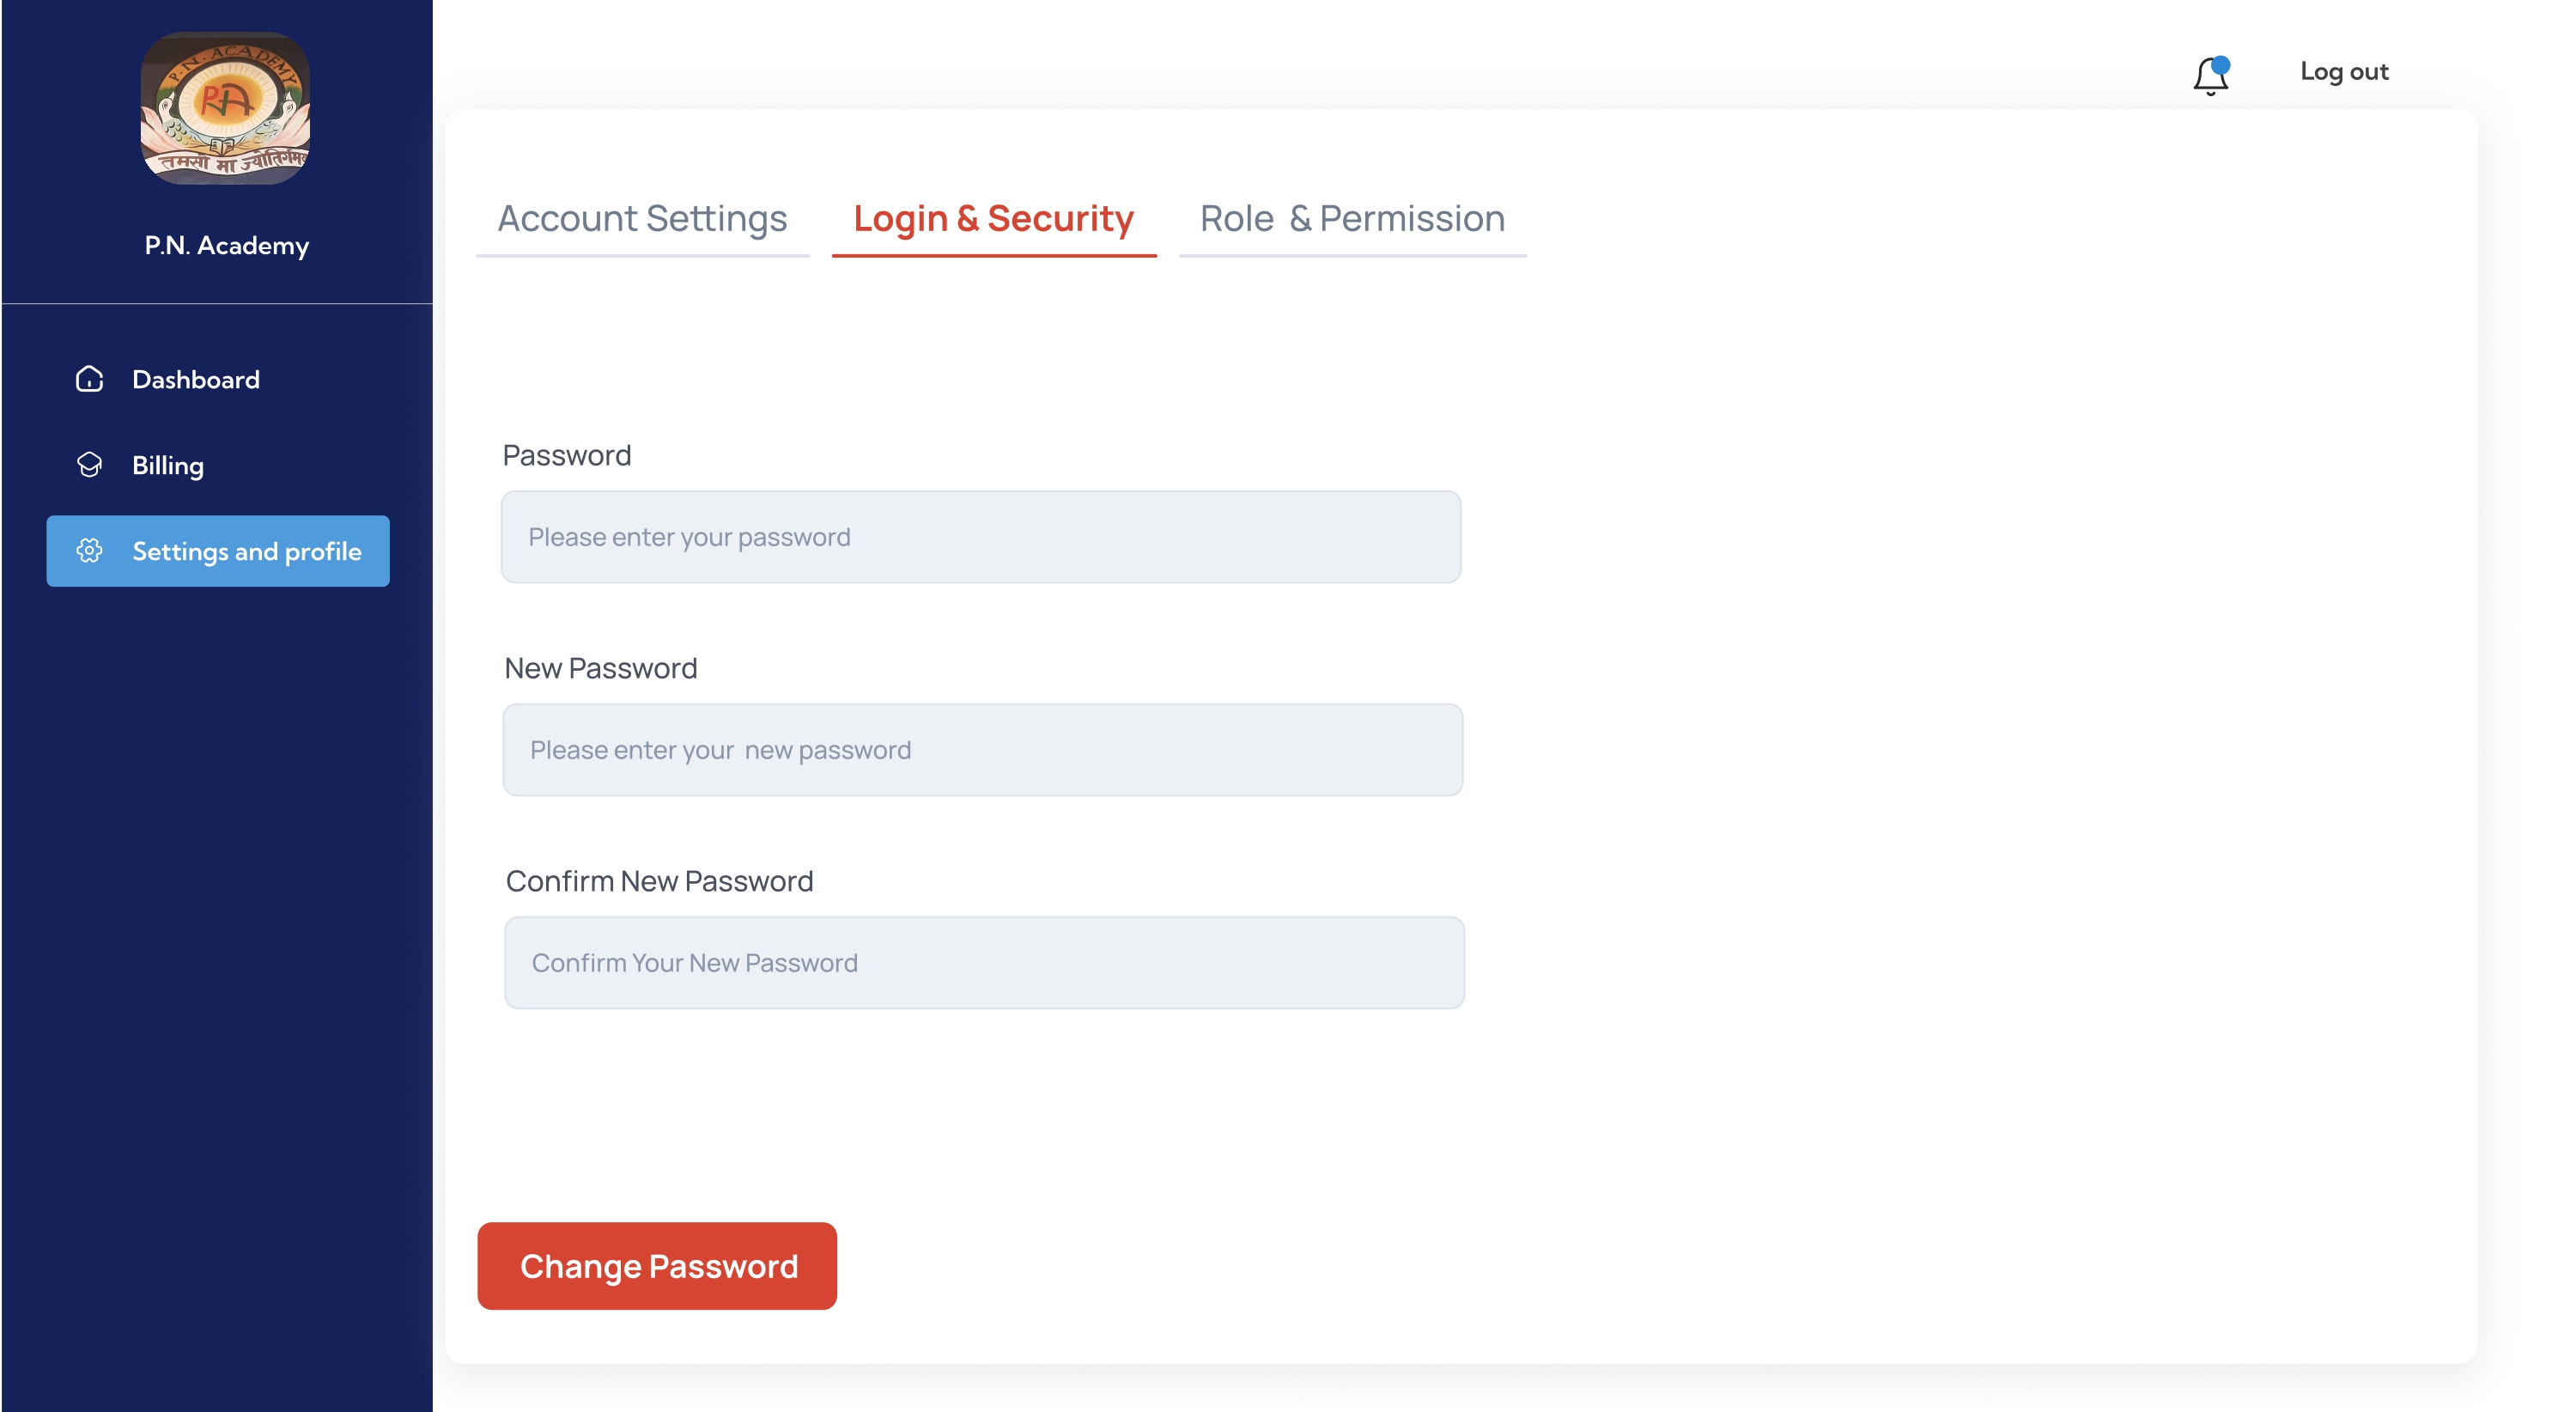 P.N. ACADEMY
PA
तमसो मा ज्योतिर्गमय
P.N. Academy
Dashboard
Billing
Settings and profile
Log out
Account Settings
Login & Security
Role & Permission
Password
Please enter your password
New Password
Please enter your new password
Confirm New Password
Confirm Your New Password
Change Password